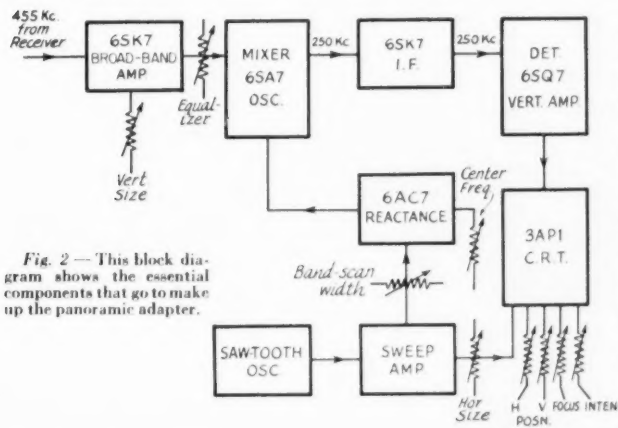 455 Kc.
from
Receiver
6SK7
BROAD-BAND
AMP
Vert
Size
Equal-
izer
MIXER
6SA7
OSC.
250 Kc
6SK7
I.F.
250 Kc.
DET.
6SQ7
VERT. AMP.
Center
Freq.
6AC7
REACTANCE
Band-scan
width
3AP1
C.R.T.
Fig. 2 — This block dia-
gram shows the essential
components that go to make
up the panoramic adapter.
SAW-TOOTH
OSC
SWEEP
AMP.
Hor
Size
H V FOCUS INTEN
POSN.